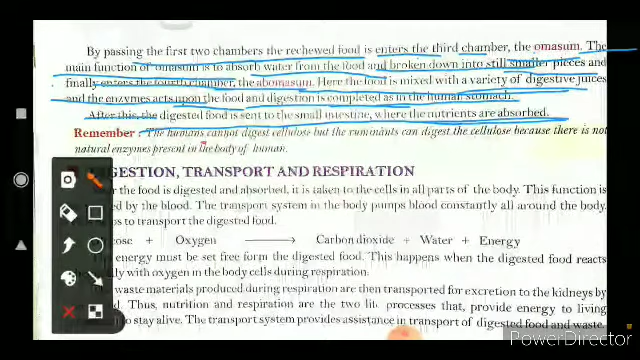 By passing the first two chambers the rechewed food is enters the third chamber, the omasum. The
main function of omasum is to absorb water from the food and broken down into still smaller pieces and
finally enters the fourth chamber, the abomasum. Here the food is mixed with a variety of digestive juices
and the enzymes acts upon the food and digestion is completed as in the human stomach.
After this, the digested food is sent to the small intestine, where the nutrients are absorbed.
Remember : The humans cannot digest cellulose but the ruminants can digest the cellulose because there is not
natural enzymes present in the body of human.
DIGESTION, TRANSPORT AND RESPIRATION
the food is digested and absorbed, it is taken to the cells in all parts of the body. This function is
by the blood. The transport system in the body pumps blood constantly all around the body.
to transport the digested food.
+ Oxygen ⟶ Carbon dioxide + Water + Energy
energy must be set free form the digested food. This happens when the digested food reacts
with oxygen in the body cells during respiration.
waste materials produced during respiration are then transported for excretion to the kidneys by
Thus, nutrition and respiration are the two life processes that, provide energy to living
to stay alive. The transport system provides assistance in transport of digested food and waste.
PowerDirector